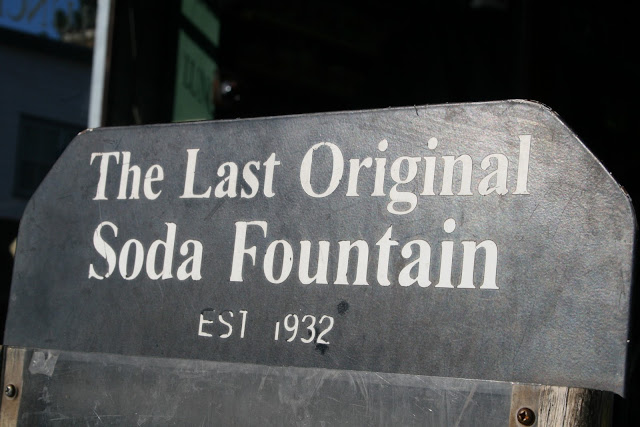 The Last Original
Soda Fountain
EST 1932